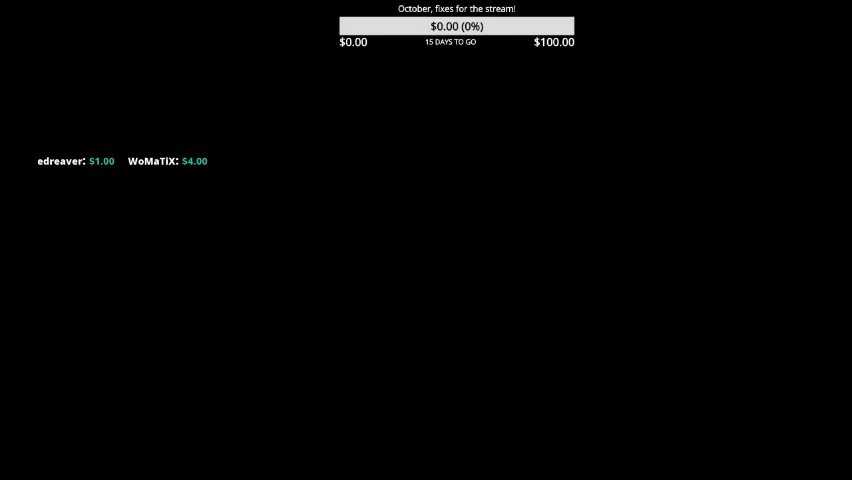 October, fixes for the stream!
$0.00 (0%)
$0.00 15 DAYS TO GO $100.00
edreaver: $1.00 WoMaTiX: $4.00